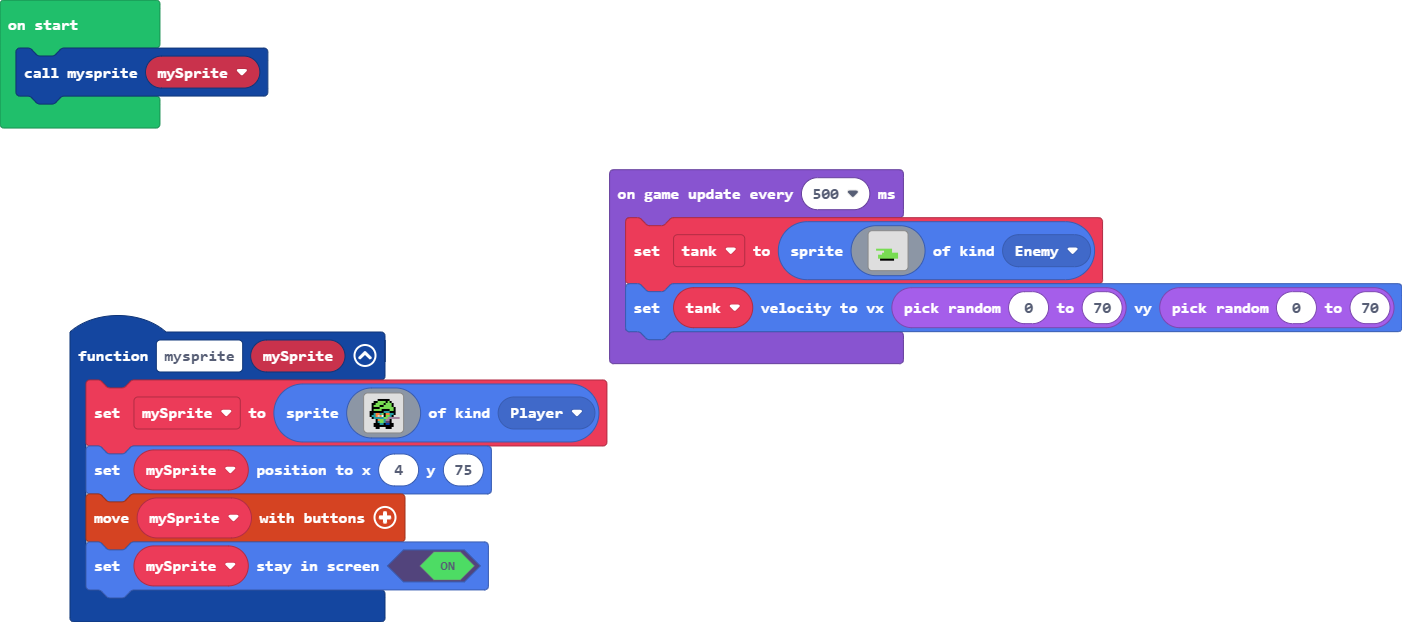 on start
call mysprite mySprite
on game update every 500 ms
set tank to sprite of kind Enemy
set tank velocity to vx pick random 0 to 70 vy pick random 0 to 70
function mysprite mySprite
set mySprite to sprite of kind Player
set mySprite position to x 4 y 75
move mySprite with buttons
set mySprite stay in screen ON